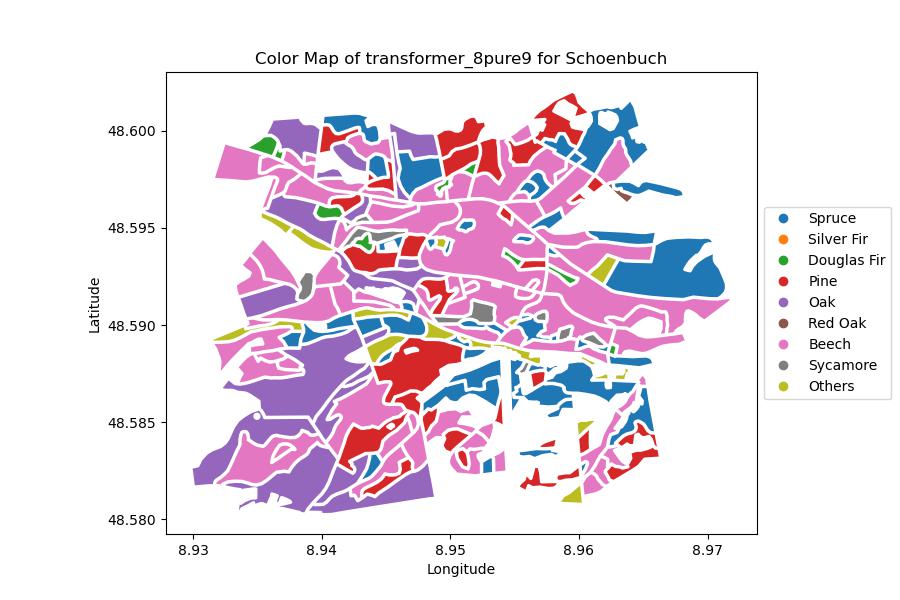 Color Map of transformer_8pure9 for Schoenbuch
48.600
48.595
48.590
48.585
48.580
Latitude
8.93
8.94
8.95
8.96
8.97
Longitude
Spruce
Silver Fir
Douglas Fir
Pine
Oak
Red Oak
Beech
Sycamore
Others